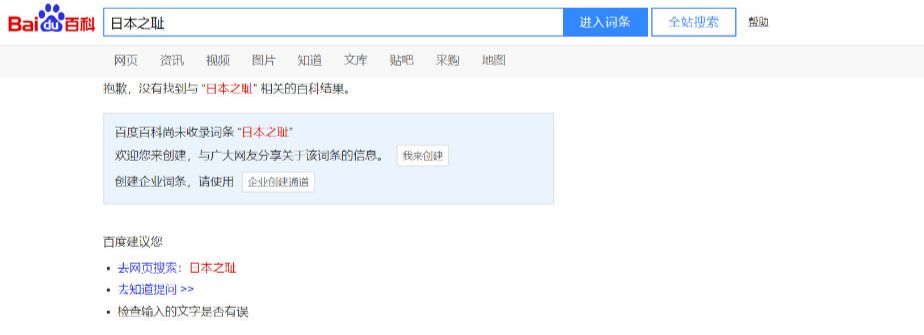 Bai du 百科 日本之耻 进入词条 全站搜索 帮助
网页 资讯 视频 图片 知道 文库 贴吧 采购 地图
抱歉，没有找到与 “日本之耻” 相关的百科结果。
百度百科尚未收录词条 “日本之耻”
欢迎您来创建，与广大网友分享关于该词条的信息。 我来创建
创建企业词条，请使用 企业创建通道
百度建议您
• 去网页搜索：日本之耻
• 去知道提问 >>
• 检查输入的文字是否有误